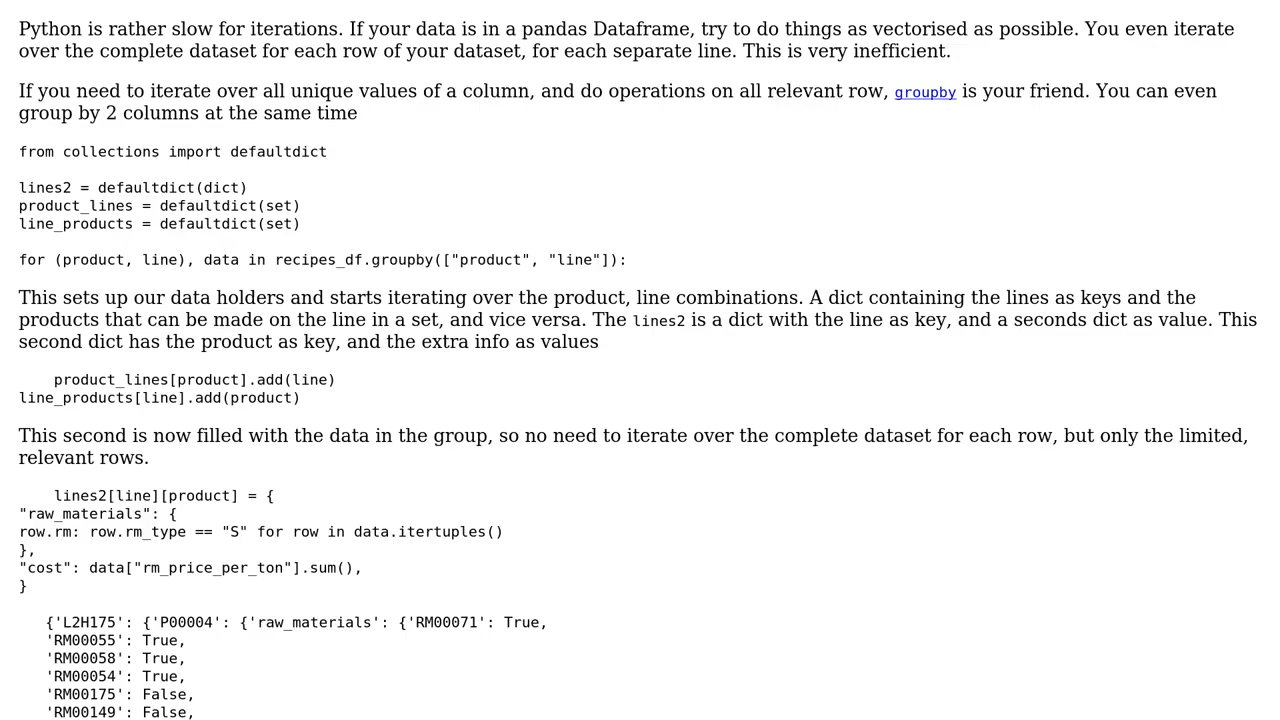 Python is rather slow for iterations. If your data is in a pandas Dataframe, try to do things as vectorised as possible. You even iterate
over the complete dataset for each row of your dataset, for each separate line. This is very inefficient.
If you need to iterate over all unique values of a column, and do operations on all relevant row, groupby is your friend. You can even
group by 2 columns at the same time
from collections import defaultdict
lines2 = defaultdict(dict)
product_lines = defaultdict(set)
line_products = defaultdict(set)
for (product, line), data in recipes_df.groupby(["product", "line"]):
This sets up our data holders and starts iterating over the product, line combinations. A dict containing the lines as keys and the
products that can be made on the line in a set, and vice versa. The lines2 is a dict with the line as key, and a seconds dict as value. This
second dict has the product as key, and the extra info as values
    product_lines[product].add(line)
line_products[line].add(product)
This second is now filled with the data in the group, so no need to iterate over the complete dataset for each row, but only the limited,
relevant rows.
    lines2[line][product] = {
"raw_materials": {
row.rm: row.rm_type == "S" for row in data.itertuples()
},
"cost": data["rm_price_per_ton"].sum(),
}
   {'L2H175': {'P00004': {'raw_materials': {'RM00071': True,
   'RM00055': True,
   'RM00058': True,
   'RM00054': True,
   'RM00175': False,
   'RM00149': False,